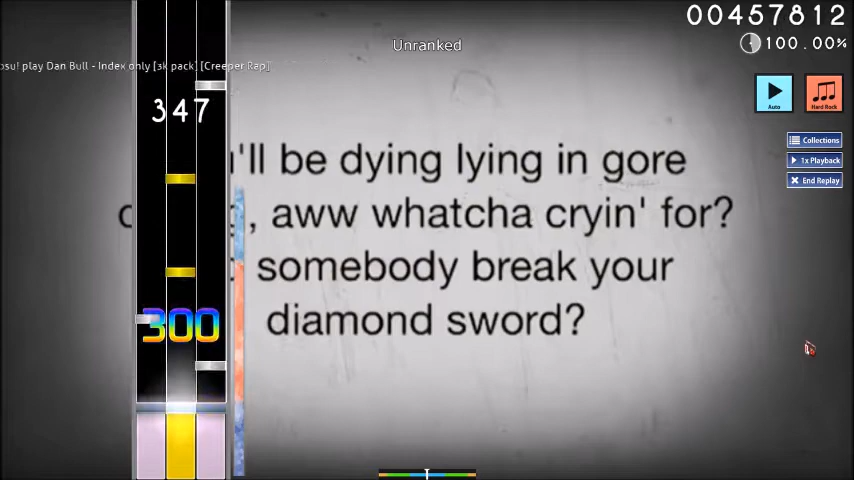 00457812
Unranked
100.00%
osu! play Dan Bull - Index only [3k pack] [Creeper Rap]
Auto
Hard Rock
347
'll be dying lying in gore
Collections
1x Playback
End Replay
, aww whatcha cryin' for?
somebody break your
300
diamond sword?